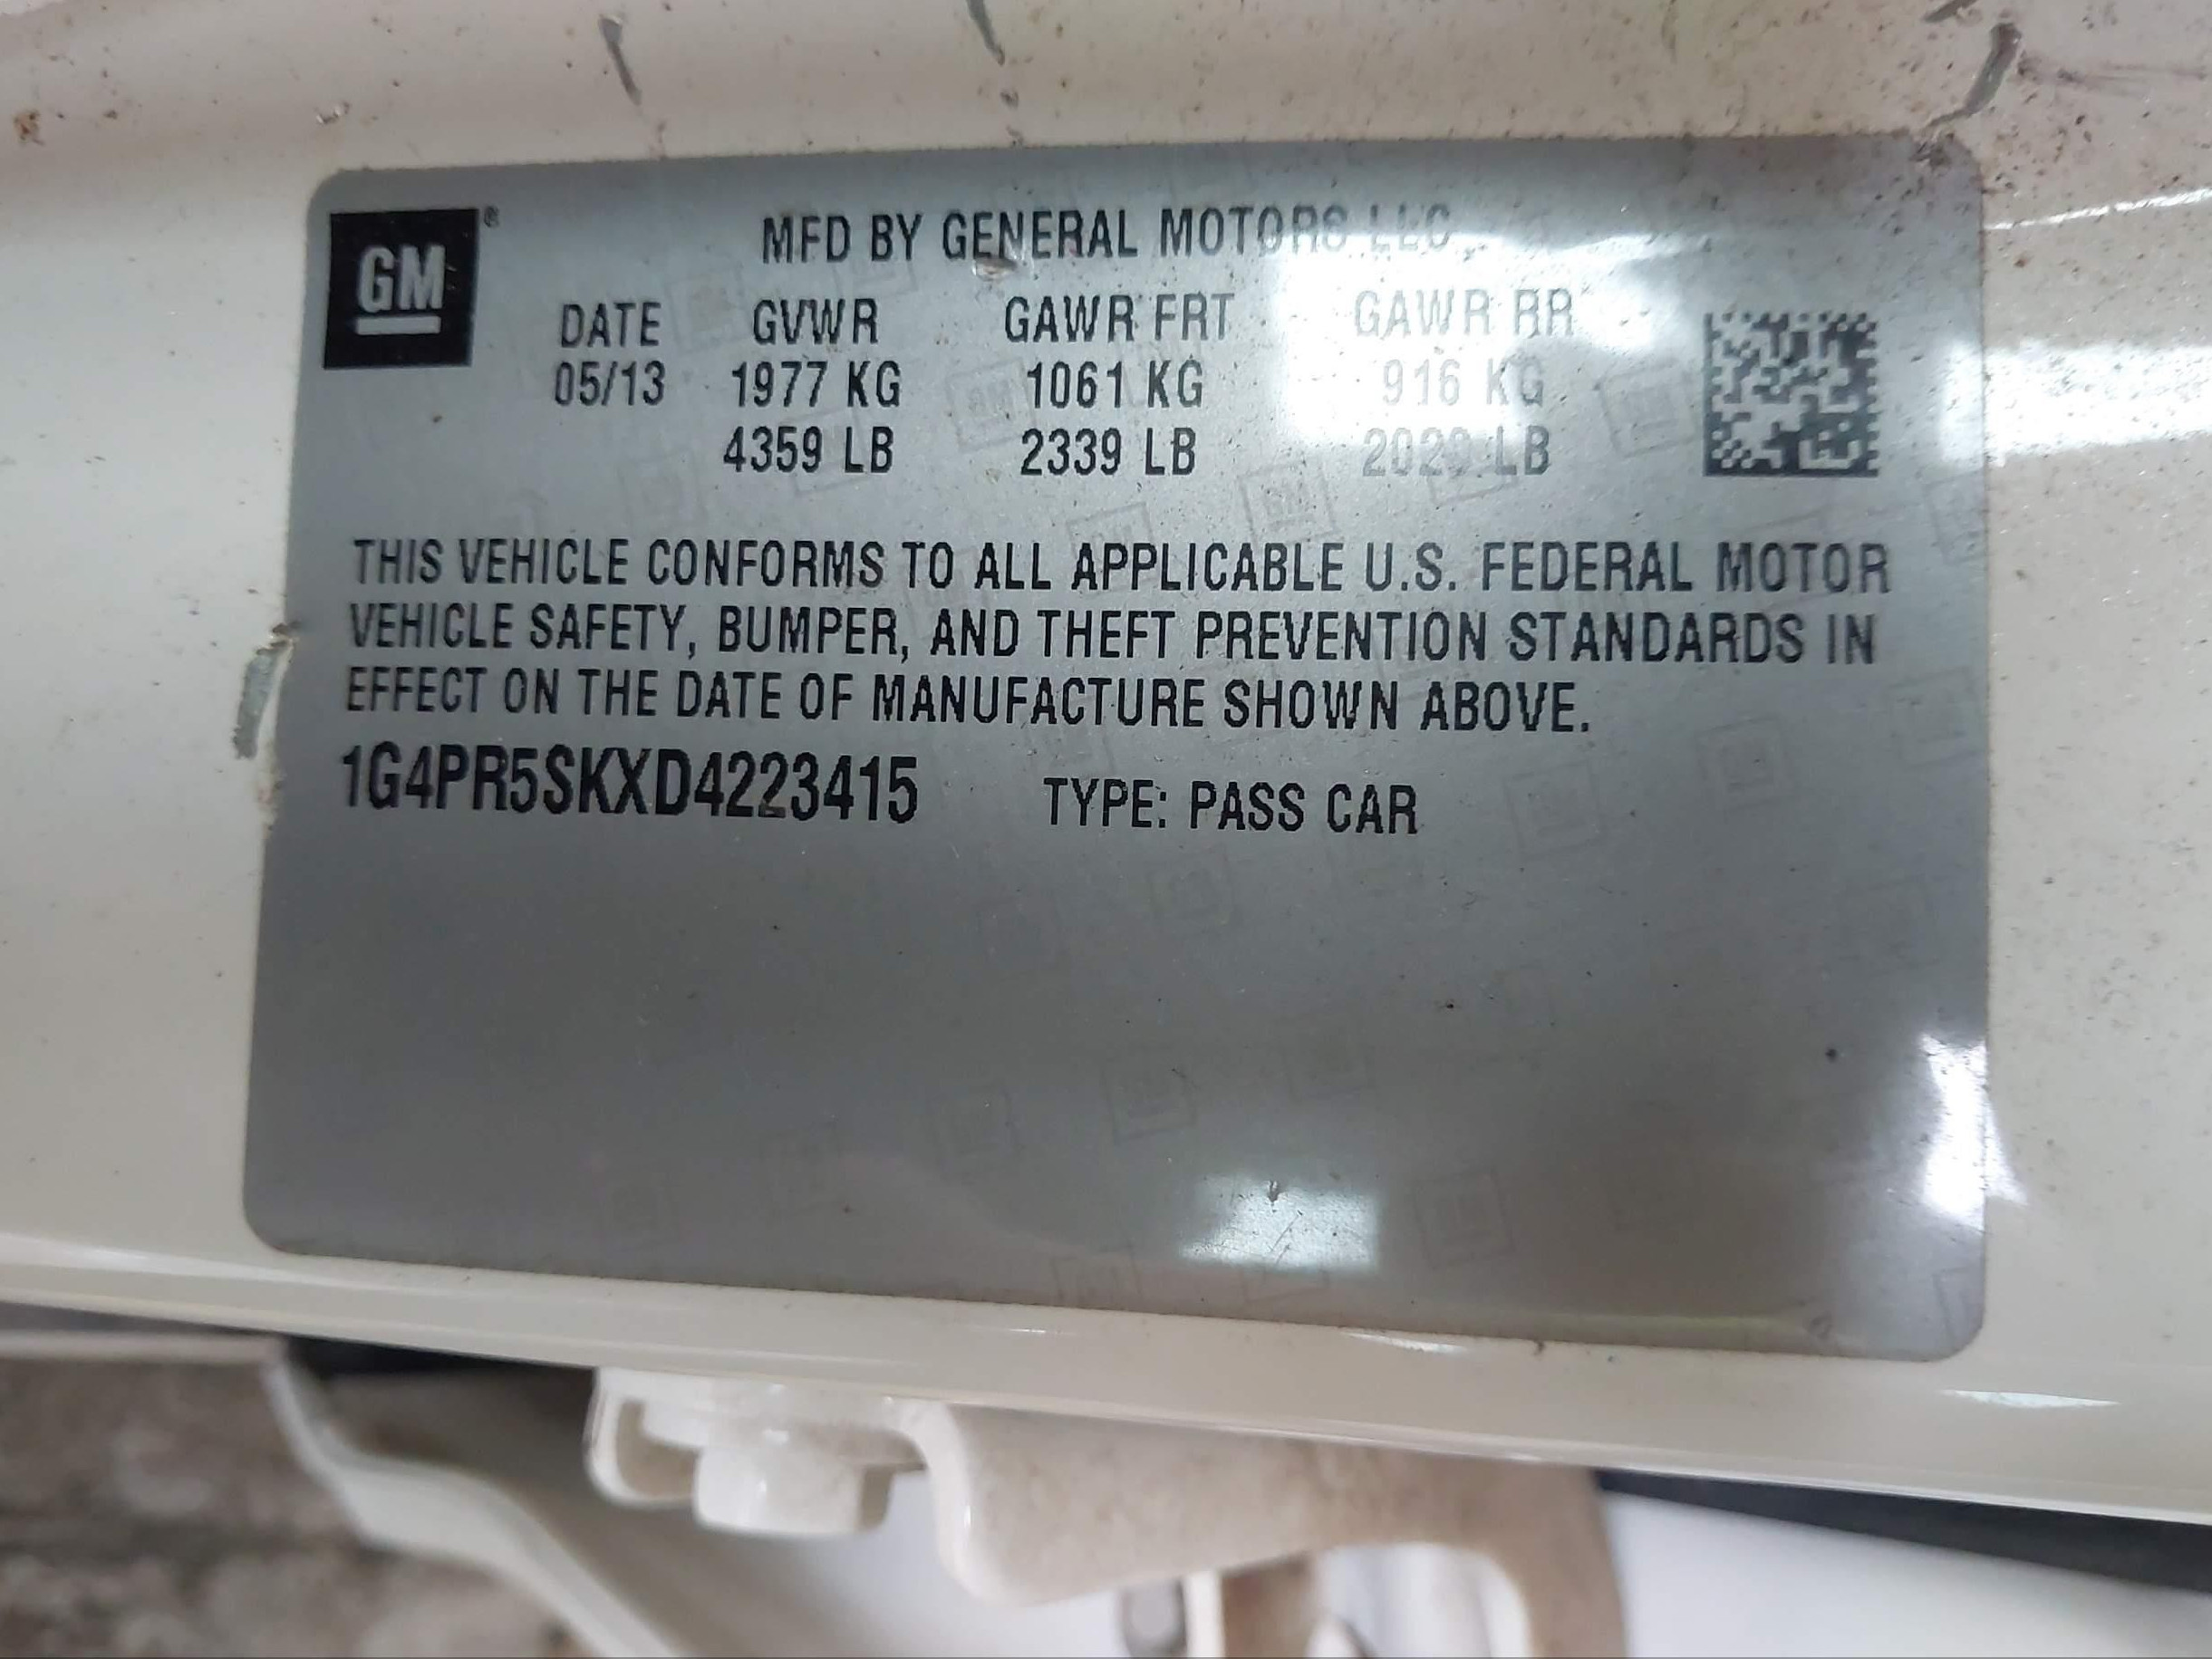 GM®
MFD BY GENERAL MOTORS LLC
DATE GVWR GAWR FRT GAWR RR
05/13 1977 KG 1061 KG 916 KG
4359 LB 2339 LB 2020 LB
THIS VEHICLE CONFORMS TO ALL APPLICABLE U.S. FEDERAL MOTOR
VEHICLE SAFETY, BUMPER, AND THEFT PREVENTION STANDARDS IN
EFFECT ON THE DATE OF MANUFACTURE SHOWN ABOVE.
1G4PR5SKXD4223415 TYPE: PASS CAR